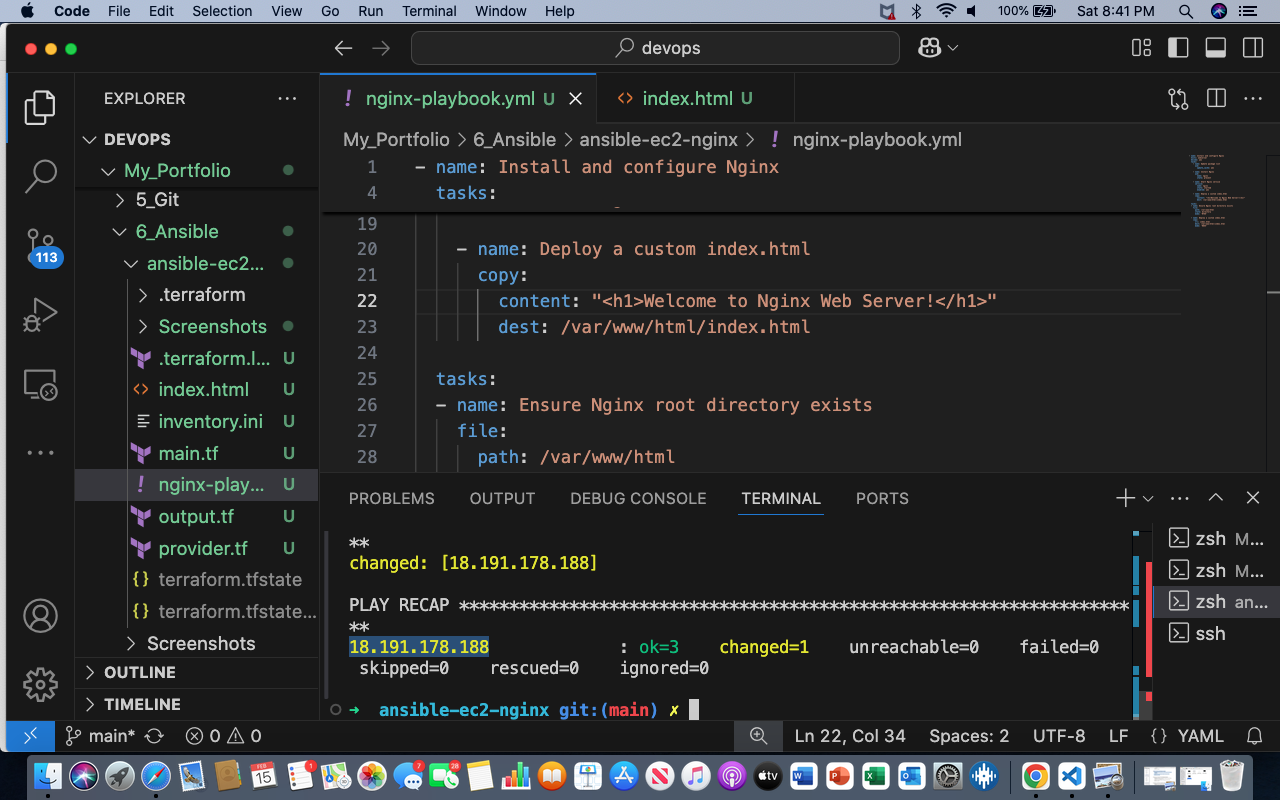 Code File Edit Selection View Go Run Terminal Window Help 100% Sat 8:41 PM
devops
EXPLORER
nginx-playbook.yml U
index.html U
DEVOPS
My_Portfolio > 6_Ansible > ansible-ec2-nginx > ! nginx-playbook.yml
My_Portfolio
5_Git
6_Ansible
ansible-ec2...
.terraform
Screenshots
.terraform.l... U
index.html U
inventory.ini U
main.tf U
nginx-play... U
output.tf U
provider.tf U
terraform.tfstate
terraform.tfstate...
Screenshots
OUTLINE
TIMELINE
113
1 - name: Install and configure Nginx
4 tasks:
19
20 - name: Deploy a custom index.html
21 copy:
22 content: "<h1>Welcome to Nginx Web Server!</h1>"
23 dest: /var/www/html/index.html
24
25 tasks:
26 - name: Ensure Nginx root directory exists
27 file:
28 path: /var/www/html
PROBLEMS OUTPUT DEBUG CONSOLE TERMINAL PORTS
**
changed: [18.191.178.188]
PLAY RECAP *******************************************************************
**
18.191.178.188 : ok=3 changed=1 unreachable=0 failed=0
skipped=0 rescued=0 ignored=0
→ ansible-ec2-nginx git:(main) ✗
zsh M...
zsh M...
zsh an...
ssh
main* 0 0 Ln 22, Col 34 Spaces: 2 UTF-8 LF {} YAML
FEB
15
1
7
28
tv